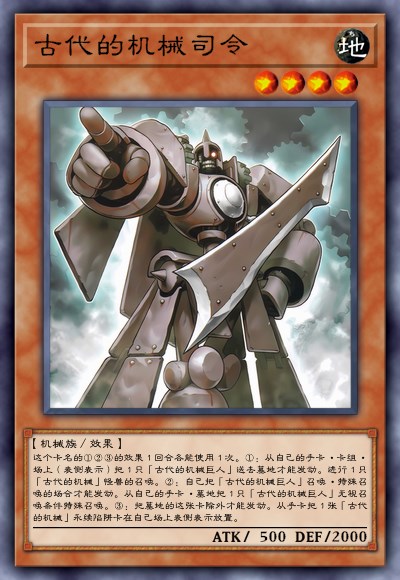 古代的机械司令
地
【机械族/效果】
这个卡名的①②③的效果1回合各能使用1次。①：从自己的手卡·卡组·
场上（表侧表示）把1只「古代的机械巨人」送去墓地才能发动。进行1只
「古代的机械」怪兽的召唤。②：自己把「古代的机械巨人」召唤·特殊召
唤的场合才能发动。从自己的手卡·墓地把1只「古代的机械巨人」无视召
唤条件特殊召唤。③：把墓地的这张卡除外才能发动。从手卡把1张「古代
的机械」永续陷阱卡在自己场上表侧表示放置。
ATK/ 500 DEF/2000